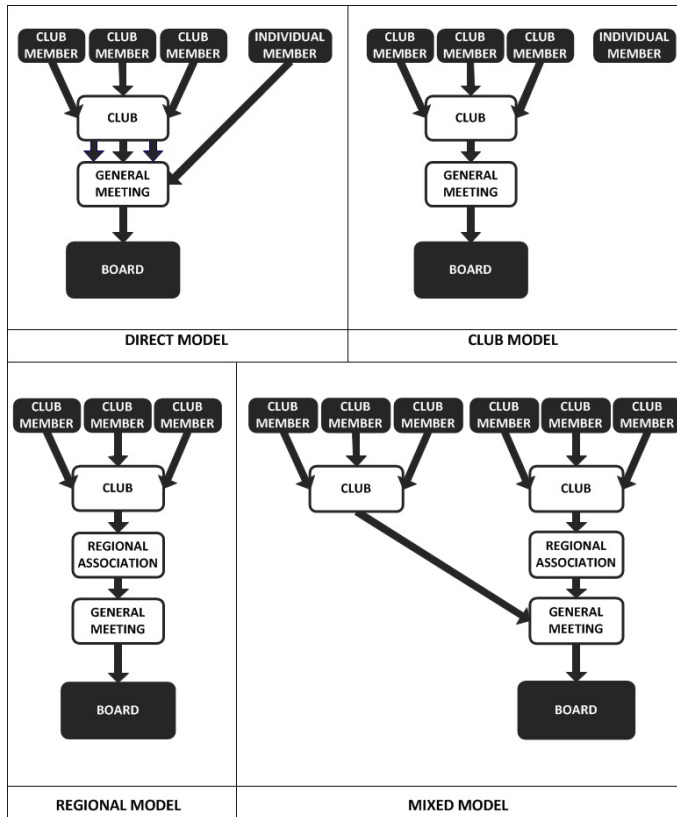 CLUB MEMBER
CLUB MEMBER
CLUB MEMBER
INDIVIDUAL MEMBER
CLUB
GENERAL MEETING
BOARD
DIRECT MODEL
CLUB MEMBER
CLUB MEMBER
CLUB MEMBER
INDIVIDUAL MEMBER
CLUB
GENERAL MEETING
BOARD
CLUB MODEL
CLUB MEMBER
CLUB MEMBER
CLUB MEMBER
CLUB
REGIONAL ASSOCIATION
GENERAL MEETING
BOARD
REGIONAL MODEL
CLUB MEMBER
CLUB MEMBER
CLUB MEMBER
CLUB
CLUB MEMBER
CLUB MEMBER
CLUB MEMBER
CLUB
REGIONAL ASSOCIATION
GENERAL MEETING
BOARD
MIXED MODEL